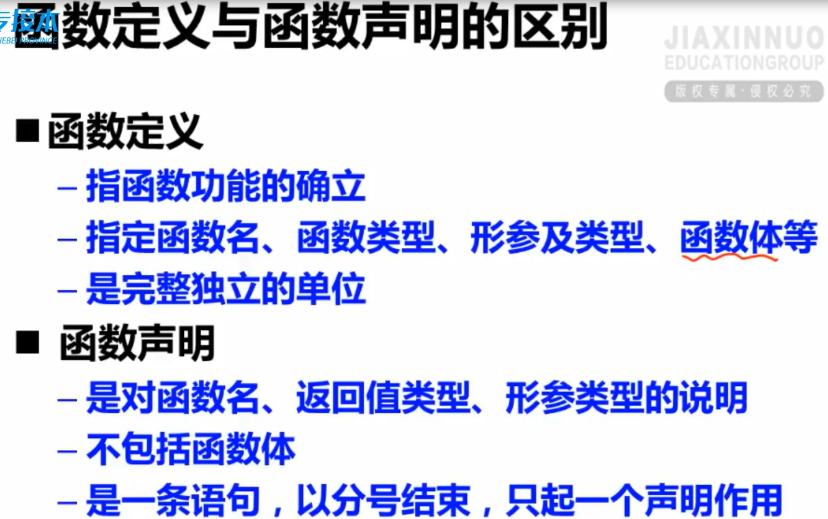 函数定义与函数声明的区别
JIAXINNUO
EDUCATIONGROUP
版权专属·侵权必究
■函数定义
–指函数功能的确立
–指定函数名、函数类型、形参及类型、函数体等
–是完整独立的单位
■ 函数声明
–是对函数名、返回值类型、形参类型的说明
–不包括函数体
–是一条语句，以分号结束，只起一个声明作用